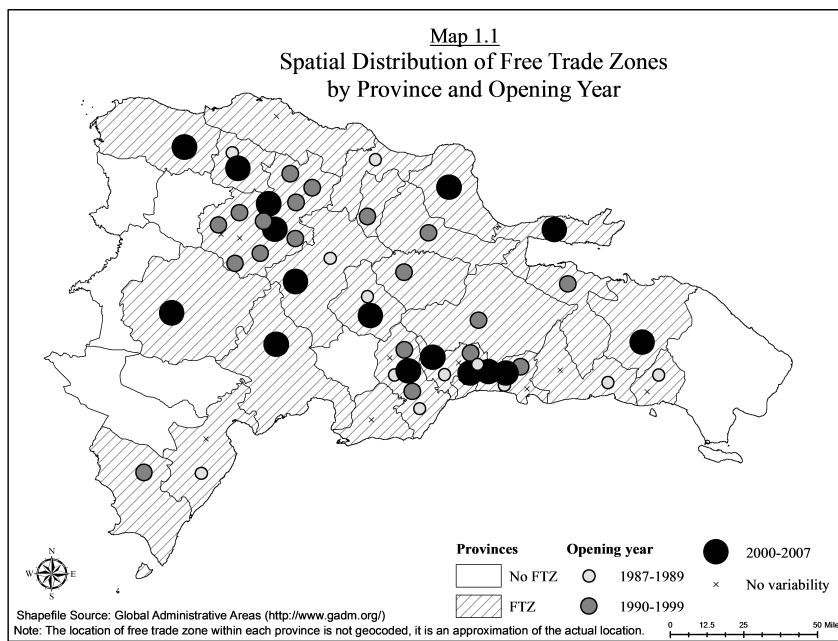 Map 1.1
Spatial Distribution of Free Trade Zones
by Province and Opening Year
N
W E
S
Provinces
No FTZ
FTZ
Opening year
1987-1989
1990-1999
2000-2007
No variability
Shapefile Source: Global Administrative Areas (http://www.gadm.org/)
Note: The location of free trade zone within each province is not geocoded, it is an approximation of the actual location.
0 12.5 25 50 Mile